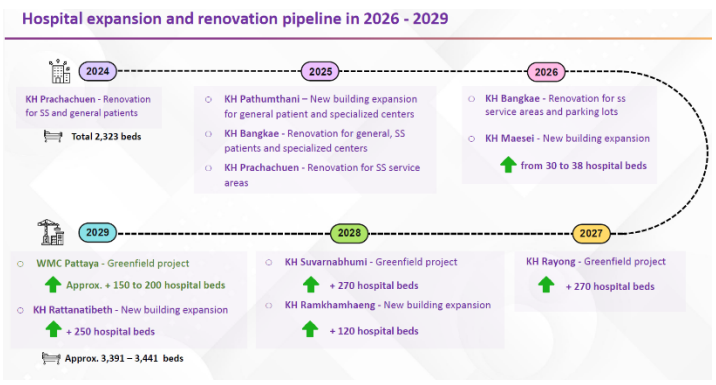 Hospital expansion and renovation pipeline in 2026 - 2029
2024
2025
2026
KH Prachachuen - Renovation
for SS and general patients
Total 2,323 beds
KH Pathumthani – New building expansion
for general patient and specialized centers
KH Bangkae - Renovation for general, SS
patients and specialized centers
KH Prachachuen - Renovation for SS service
areas
KH Bangkae - Renovation for ss
service areas and parking lots
KH Maesei - New building expansion
from 30 to 38 hospital beds
2029
2028
2027
WMC Pattaya - Greenfield project
Approx. + 150 to 200 hospital beds
KH Rattanatibeth - New building expansion
+ 250 hospital beds
Approx. 3,391 – 3,441 beds
KH Suvarnabhumi - Greenfield project
+ 270 hospital beds
KH Ramkhamhaeng - New building expansion
+ 120 hospital beds
KH Rayong - Greenfield project
+ 270 hospital beds